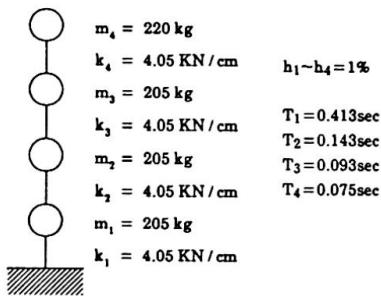 m₄ = 220 kg
k₄ = 4.05 KN/cm
m₃ = 205 kg
k₃ = 4.05 KN/cm
m₂ = 205 kg
k₂ = 4.05 KN/cm
m₁ = 205 kg
k₁ = 4.05 KN/cm
h₁~h₄=1%
T₁=0.413sec
T₂=0.143sec
T₃=0.093sec
T₄=0.075sec